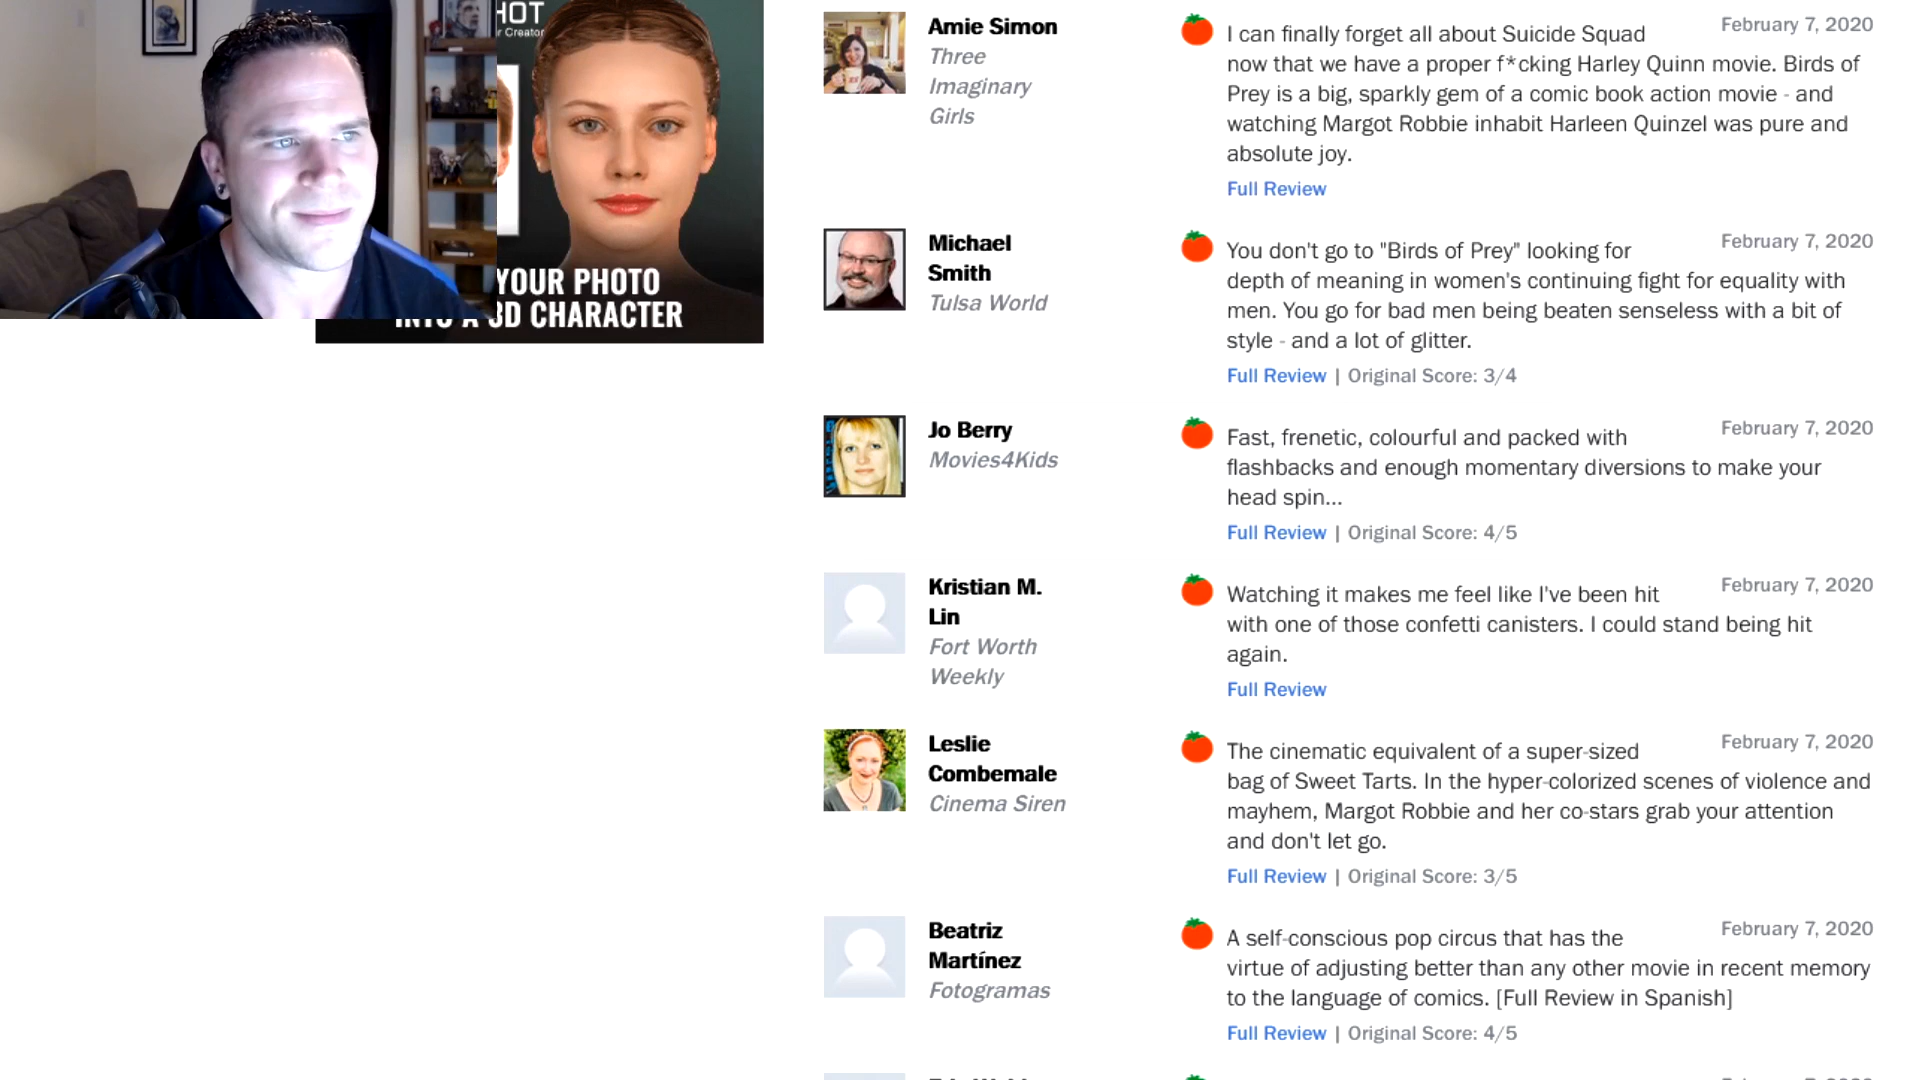 HOT
r Creator
YOUR PHOTO
INTO A 3D CHARACTER
Amie Simon
Three
Imaginary
Girls
February 7, 2020
I can finally forget all about Suicide Squad
now that we have a proper f*cking Harley Quinn movie. Birds of
Prey is a big, sparkly gem of a comic book action movie - and
watching Margot Robbie inhabit Harleen Quinzel was pure and
absolute joy.
Full Review
Michael
Smith
Tulsa World
February 7, 2020
You don't go to "Birds of Prey" looking for
depth of meaning in women's continuing fight for equality with
men. You go for bad men being beaten senseless with a bit of
style - and a lot of glitter.
Full Review | Original Score: 3/4
Jo Berry
Movies4Kids
February 7, 2020
Fast, frenetic, colourful and packed with
flashbacks and enough momentary diversions to make your
head spin...
Full Review | Original Score: 4/5
Kristian M.
Lin
Fort Worth
Weekly
February 7, 2020
Watching it makes me feel like I've been hit
with one of those confetti canisters. I could stand being hit
again.
Full Review
Leslie
Combemale
Cinema Siren
February 7, 2020
The cinematic equivalent of a super-sized
bag of Sweet Tarts. In the hyper-colorized scenes of violence and
mayhem, Margot Robbie and her co-stars grab your attention
and don't let go.
Full Review | Original Score: 3/5
Beatriz
Martínez
Fotogramas
February 7, 2020
A self-conscious pop circus that has the
virtue of adjusting better than any other movie in recent memory
to the language of comics. [Full Review in Spanish]
Full Review | Original Score: 4/5